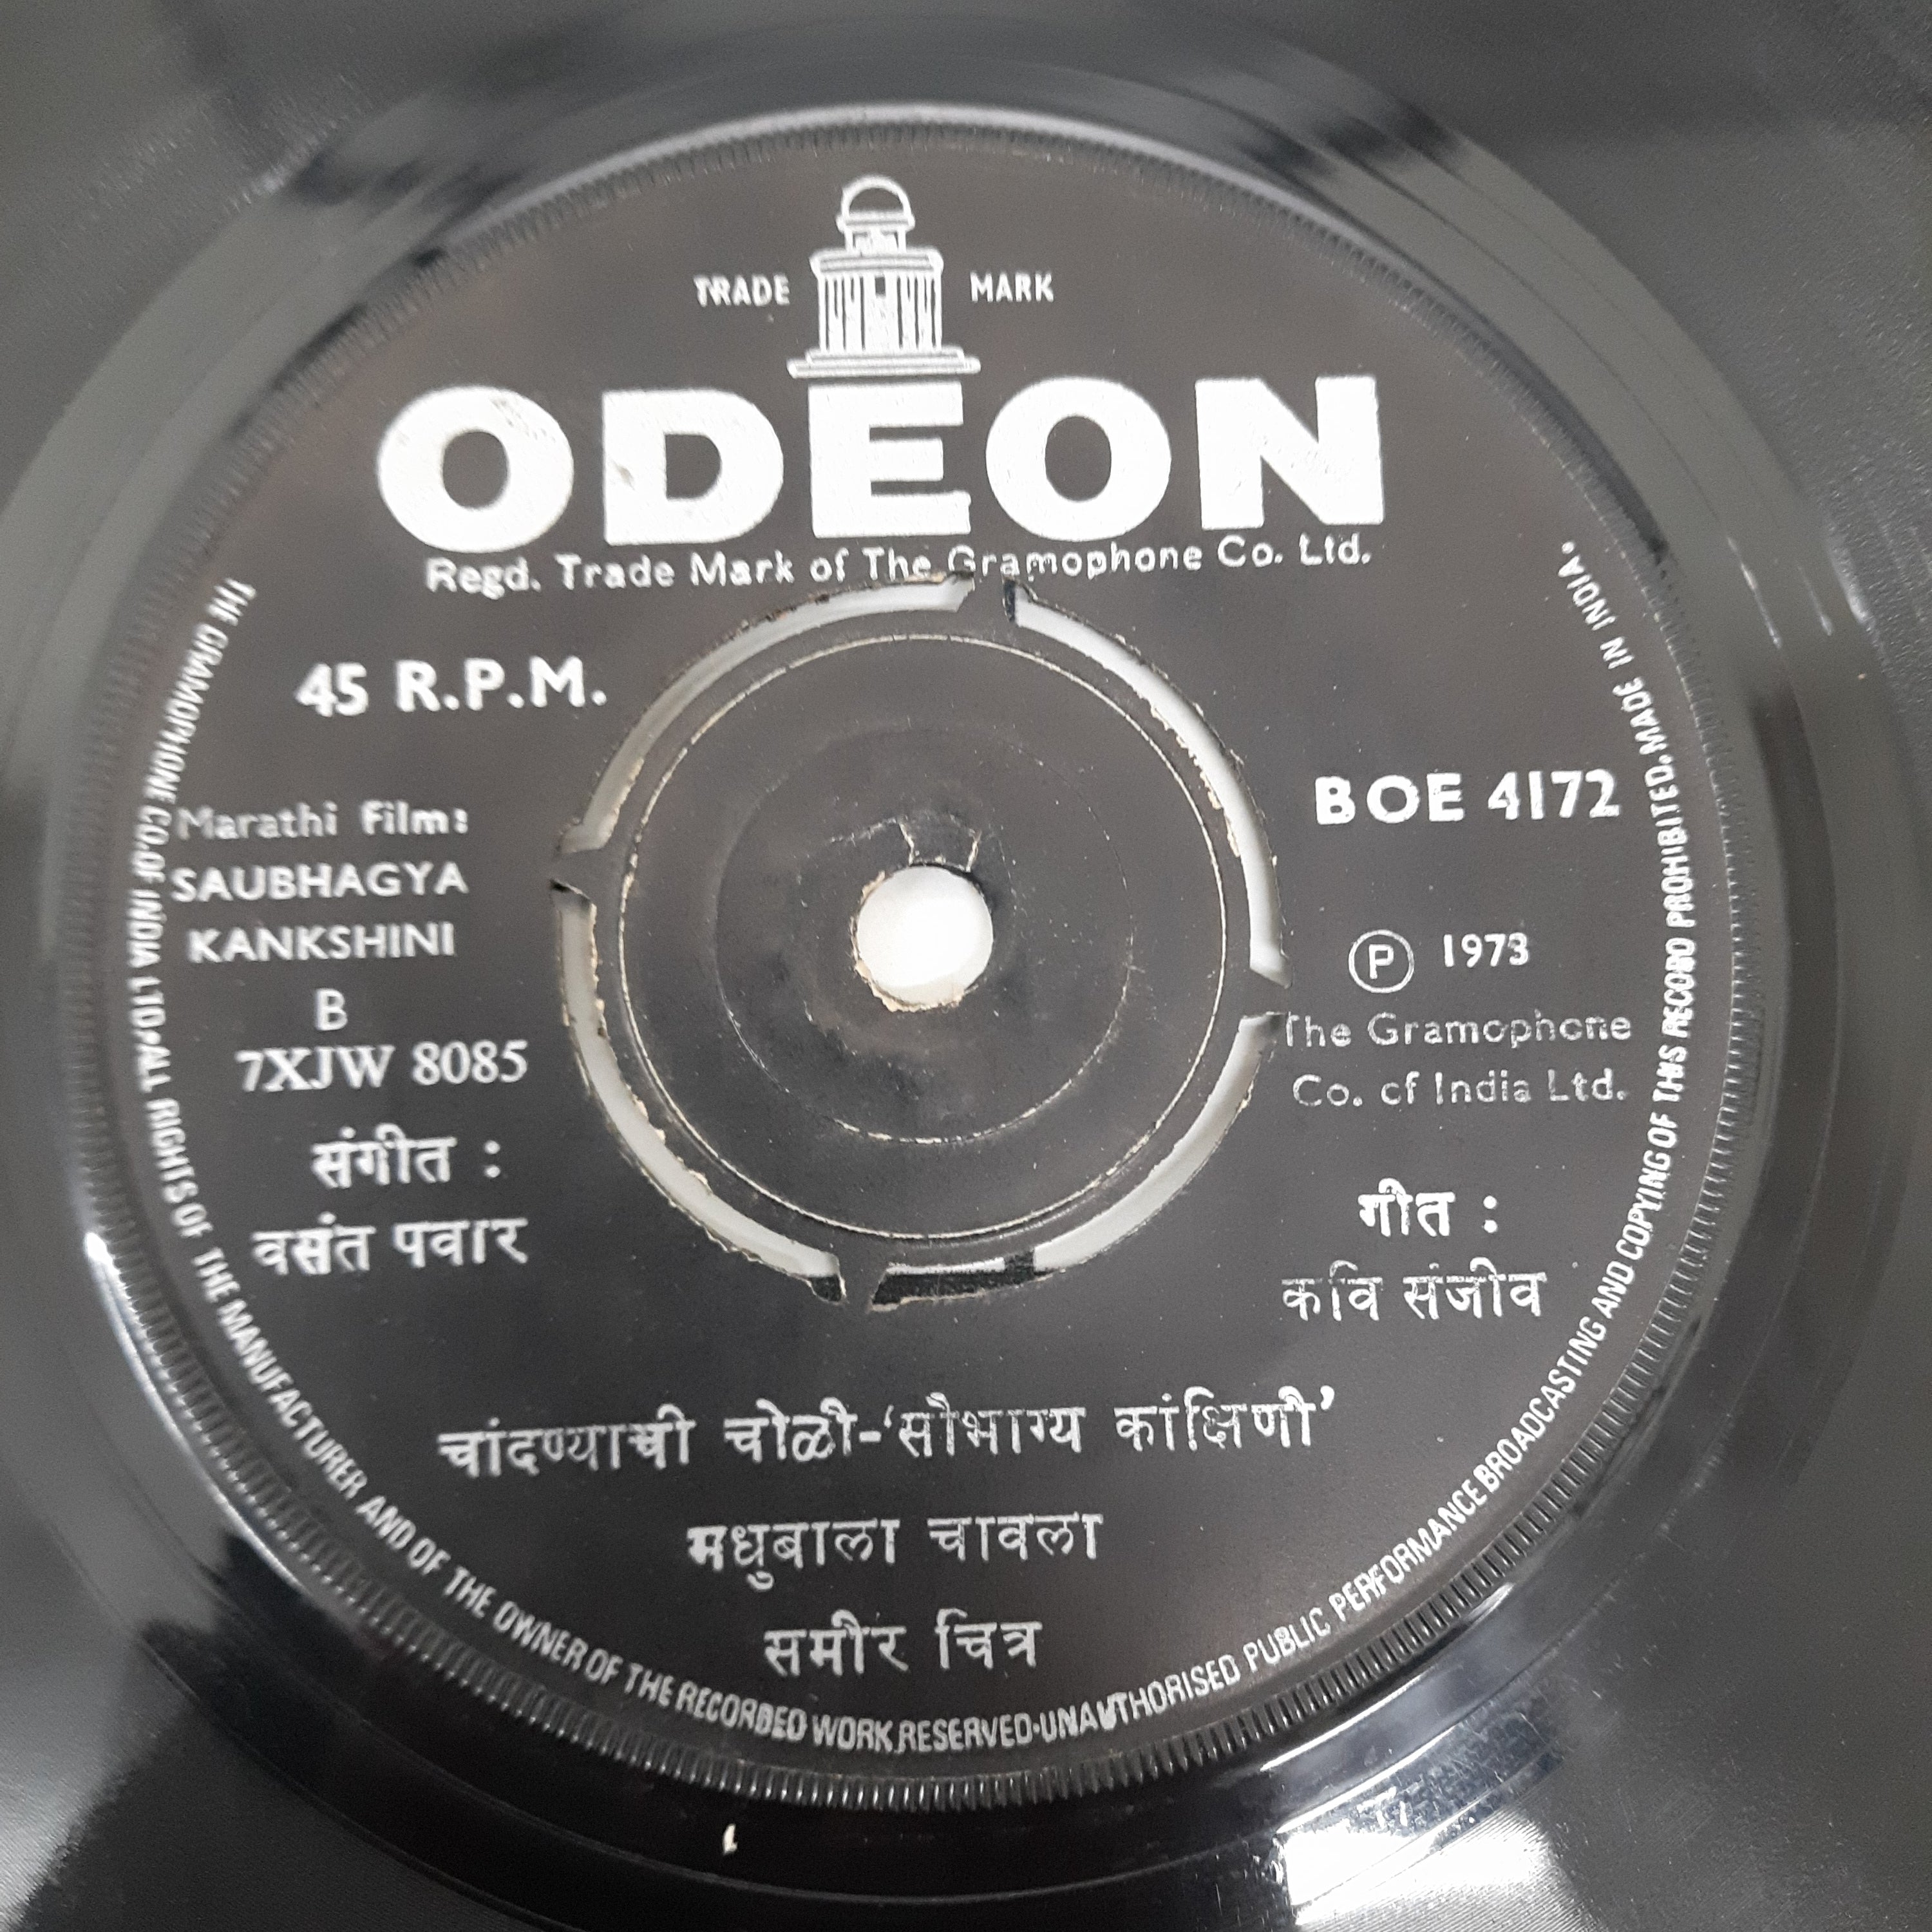 TRADE MARK
ODEON
Regd. Trade Mark of The Gramophone Co. Ltd.
45 R.P.M.
BOE 4172
Marathi Film:
SAUBHAGYA
KANKSHINI
B
7XJW 8085
Ⓟ 1973
The Gramophone
Co. of India Ltd.
संगीत :
वसंत पवार
गीत :
कवि संजीव
चांदण्याची चोळी-‘सौभाग्य कांक्षिणी’
मधुबाला चावला
समीर चित्र
THE GRAMOPHONE CO. OF INDIA LTD. ALL RIGHTS OF THE MANUFACTURER AND OF THE OWNER OF THE RECORDED WORK RESERVED·UNAUTHORISED PUBLIC PERFORMANCE BROADCASTING AND COPYING OF THIS RECORD PROHIBITED. MADE IN INDIA.